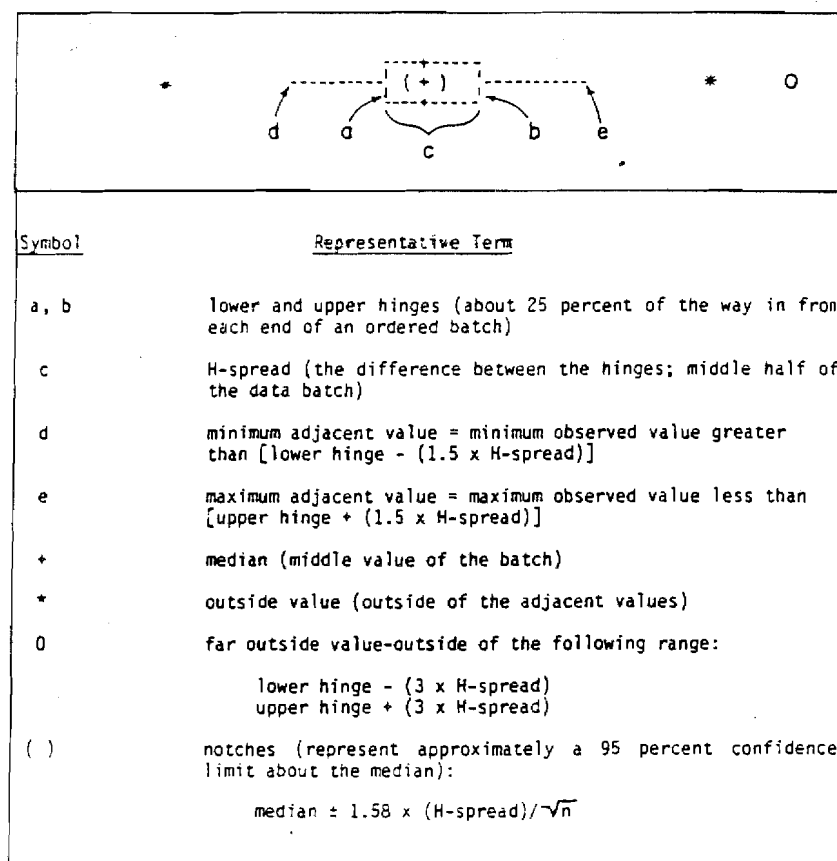 * ( + ) * O
d a b e
c
Symbol Representative Term
a, b lower and upper hinges (about 25 percent of the way in from
each end of an ordered batch)
c H-spread (the difference between the hinges; middle half of
the data batch)
d minimum adjacent value = minimum observed value greater
than [lower hinge - (1.5 x H-spread)]
e maximum adjacent value = maximum observed value less than
[upper hinge + (1.5 x H-spread)]
+ median (middle value of the batch)
* outside value (outside of the adjacent values)
O far outside value-outside of the following range:
lower hinge - (3 x H-spread)
upper hinge + (3 x H-spread)
( ) notches (represent approximately a 95 percent confidence
limit about the median):
median ± 1.58 x (H-spread)/√n